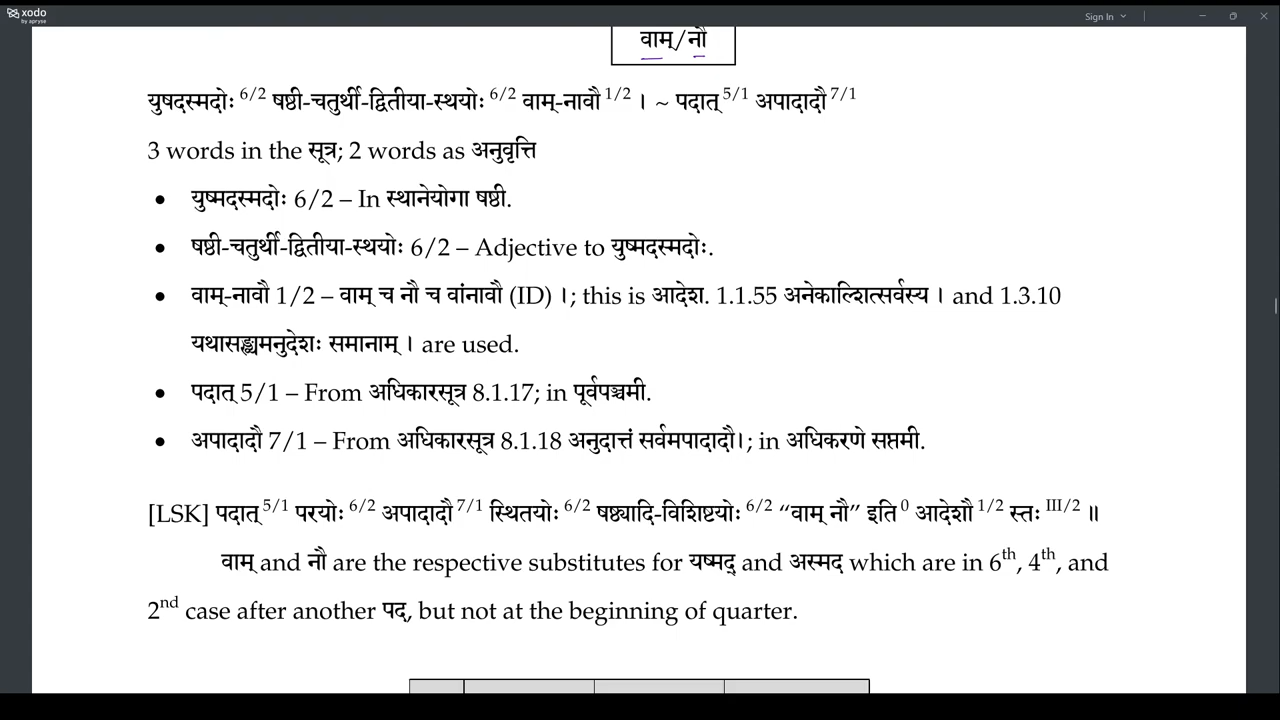 xodo
by apryse
Sign In
वाम्/नौ
युषदस्मदोः 6/2 षष्ठी-चतुर्थी-द्वितीया-स्थयोः 6/2 वाम्-नावौ 1/2 । ~ पदात् 5/1 अपादादौ 7/1
3 words in the सूत्र; 2 words as अनुवृत्ति
• युष्मदस्मदोः 6/2 – In स्थानेयोगा षष्ठी.
• षष्ठी-चतुर्थी-द्वितीया-स्थयोः 6/2 – Adjective to युष्मदस्मदोः.
• वाम्-नावौ 1/2 – वाम् च नौ च वांनावौ (ID) ।; this is आदेश. 1.1.55 अनेकाल्शित्सर्वस्य । and 1.3.10
यथासङ्ख्यमनुदेशः समानाम् । are used.
• पदात् 5/1 – From अधिकारसूत्र 8.1.17; in पूर्वपञ्चमी.
• अपादादौ 7/1 – From अधिकारसूत्र 8.1.18 अनुदात्तं सर्वमपादादौ।; in अधिकरणे सप्तमी.
[LSK] पदात् 5/1 परयोः 6/2 अपादादौ 7/1 स्थितयोः 6/2 षष्ठ्यादि-विशिष्टयोः 6/2 “वाम् नौ” इति 0 आदेशौ 1/2 स्तः III/2 ॥
वाम् and नौ are the respective substitutes for यष्मद् and अस्मद which are in 6th, 4th, and
2nd case after another पद्, but not at the beginning of quarter.